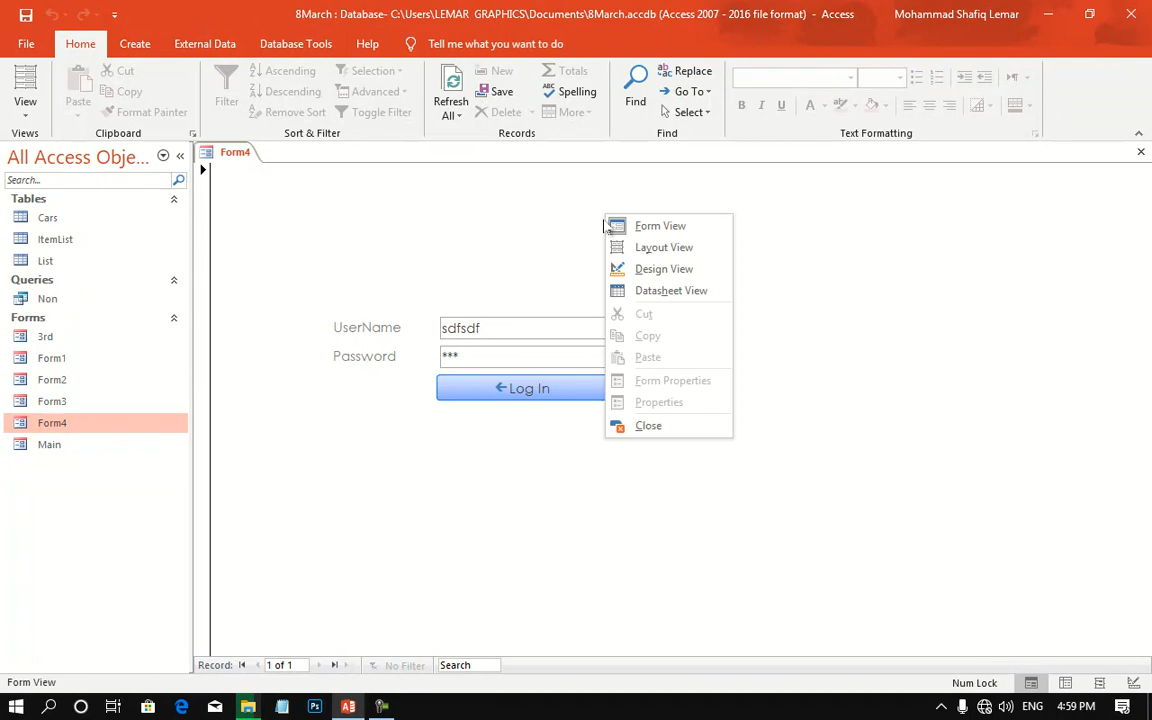 8March : Database- C:\Users\LEMAR GRAPHICS\Documents\8March.accdb (Access 2007 - 2016 file format) - Access
Mohammad Shafiq Lemar
File Home Create External Data Database Tools Help Tell me what you want to do
View
Views
Paste
Cut
Copy
Format Painter
Clipboard
Filter
Ascending
Descending
Remove Sort
Selection
Advanced
Toggle Filter
Sort & Filter
Refresh
All
New
Save
Delete
Totals
Spelling
More
Records
Find
Replace
Go To
Select
Find
B I U A
Text Formatting
All Access Obje...
Search...
Tables
Cars
ItemList
List
Queries
Non
Forms
3rd
Form1
Form2
Form3
Form4
Main
Form4
UserName sdfsdf
Password ***
Log In
Form View
Layout View
Design View
Datasheet View
Cut
Copy
Paste
Form Properties
Properties
Close
Record: 1 of 1 No Filter Search
Form View
Num Lock
ENG 4:59 PM